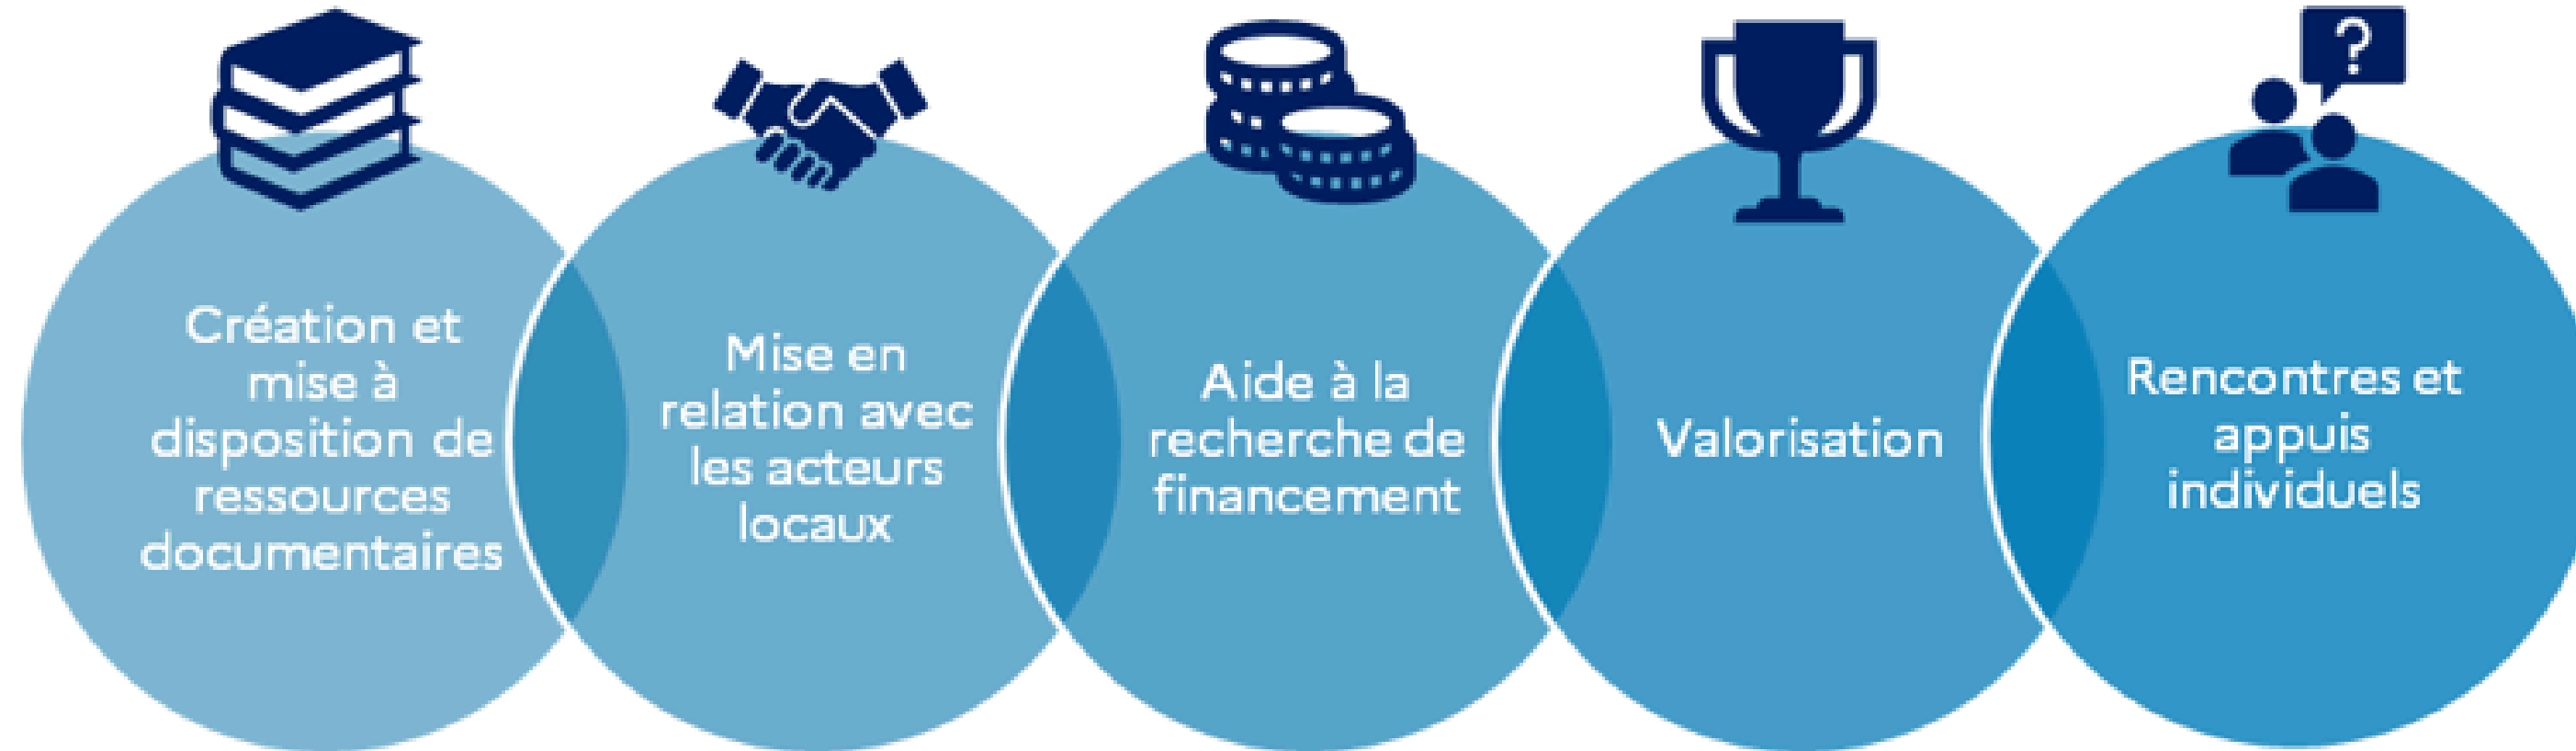 ?
Création et
mise à
disposition de
ressources
documentaires
Mise en
relation avec
les acteurs
locaux
Aide à la
recherche de
financement
Valorisation
Rencontres et
appuis
individuels